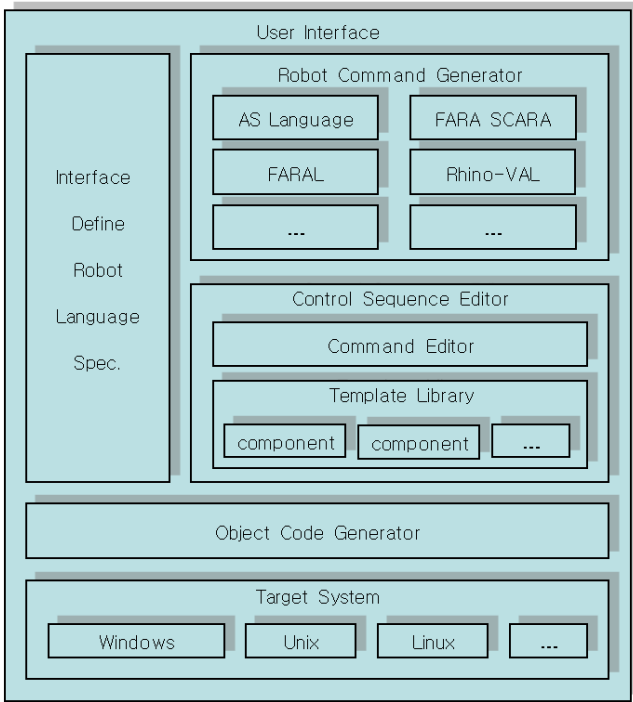 User Interface
Robot Command Generator
AS Language
FARA SCARA
FARAL
Rhino-VAL
...
...
Interface
Define
Robot
Language
Spec.
Control Sequence Editor
Command Editor
Template Library
component
component
...
Object Code Generator
Target System
Windows
Unix
Linux
...